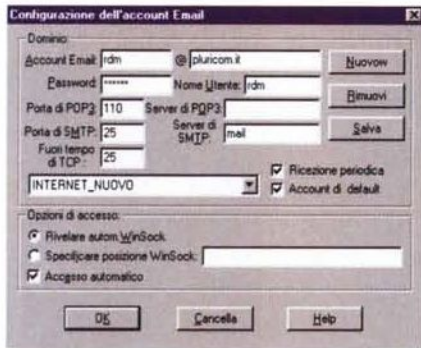 Configurazione dell'account Email
Dominio:
Account Email: rdm @ pluricom.it Nuovow
Password: ****** Nome Utente: rdm Rimuovi
Porta di POP3: 110 Server di POP3: Salva
Porta di SMTP: 25 Server di SMTP: mail
Fuori tempo di TCP: 25
INTERNET_NUOVO
Ricezione periodica
Account di default
Opzioni di accesso:
Rivelare autom. WinSock
Specificare posizione WinSock:
Accesso automatico
OK Cancella Help